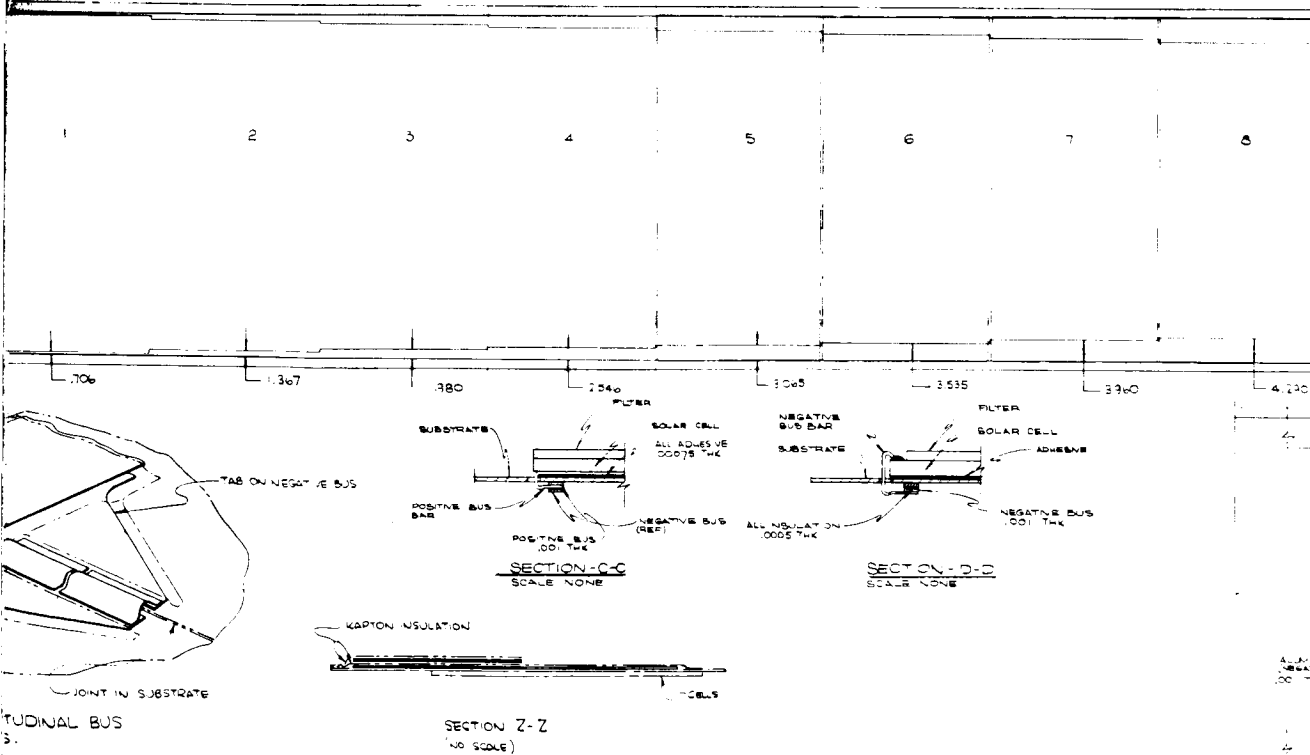 1 2 3 4 5 6 7 8
.706 1.367 .980 2.546 3.065 3.535 3.960 4.290
FILTER
SUBSTRATE
SOLAR CELL
ALL ADHESIVE
.00075 THK
POSITIVE BUS
BAR
NEGATIVE BUS
(REF)
POSITIVE BUS
.001 THK
SECTION-C-C
SCALE NONE
NEGATIVE
BUS BAR
FILTER
SOLAR CELL
SUBSTRATE
ADHESIVE
NEGATIVE BUS
.001 THK
ALL INSULATION
.0005 THK
SECTION-D-D
SCALE NONE
TAB ON NEGATIVE BUS
KAPTON INSULATION
JOINT IN SUBSTRATE
CELLS
TUDINAL BUS
S.
SECTION Z-Z
(NO SCALE)